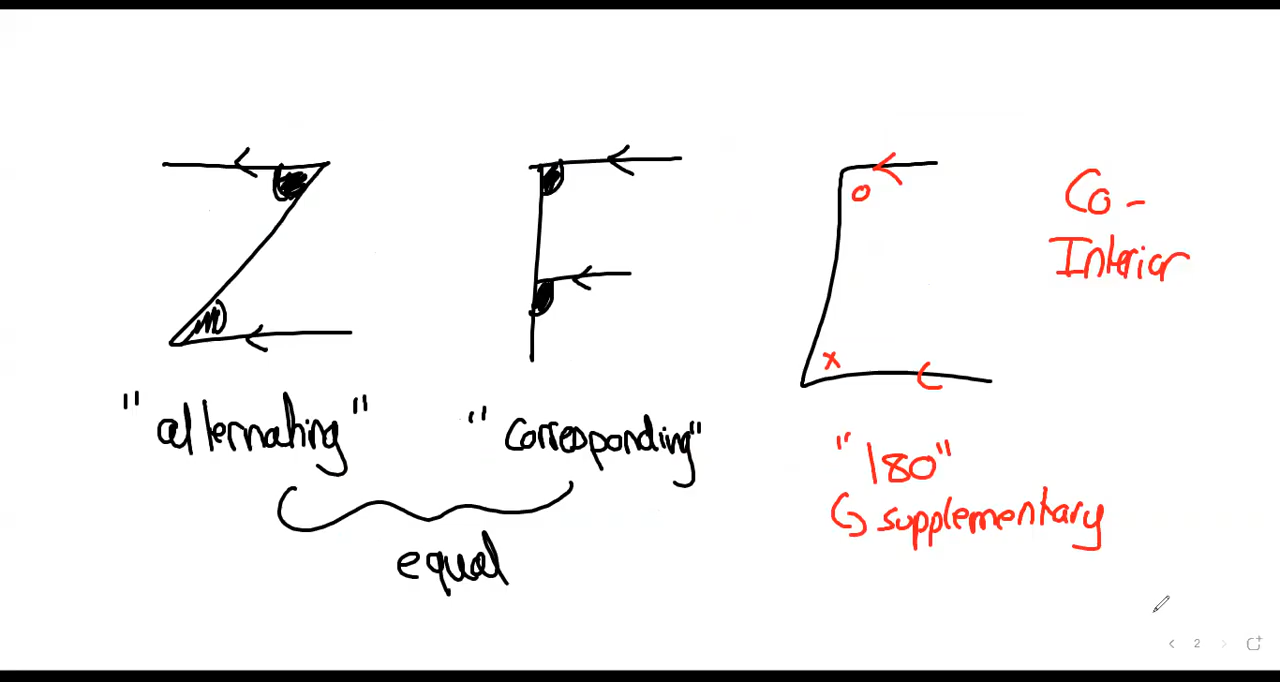 "alternating"
"corresponding"
equal
o
x
Co-
Interior
"180"
supplementary
2